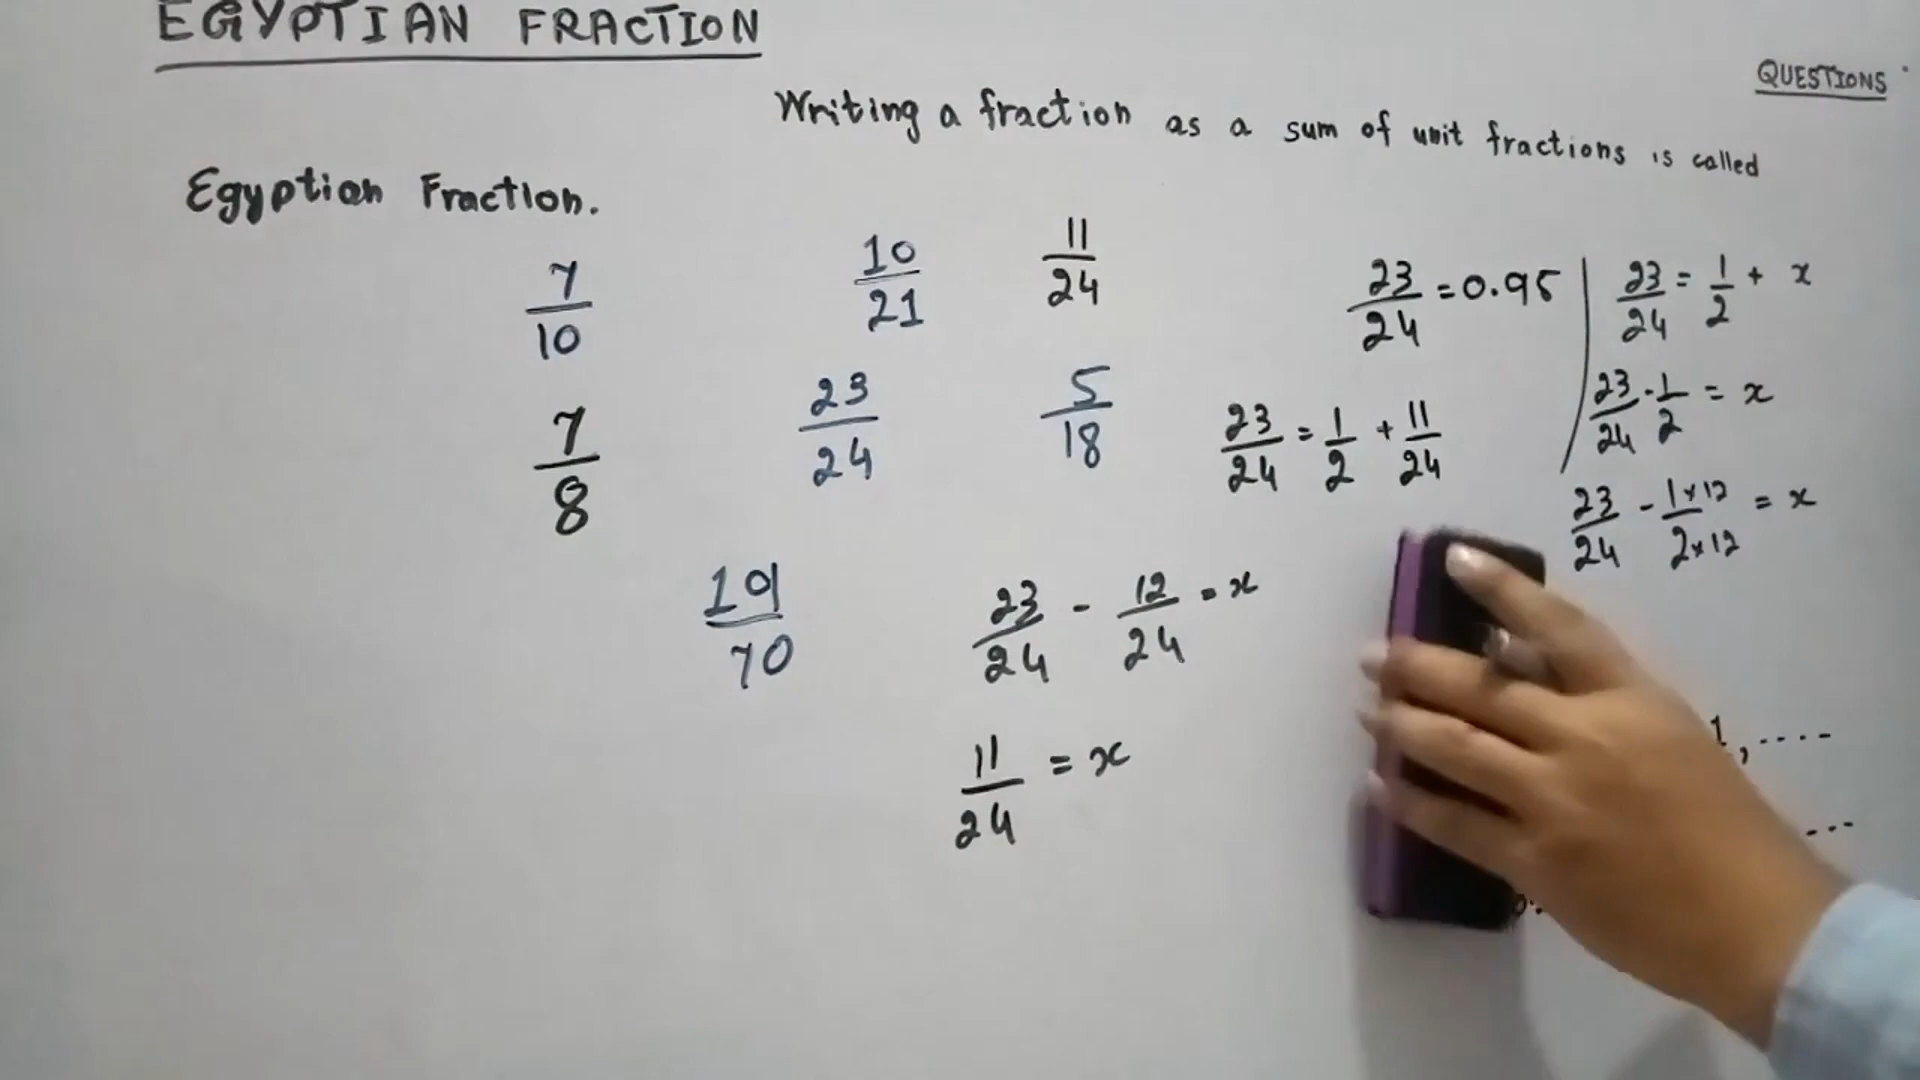 EGYPTIAN FRACTION
QUESTIONS
Writing a fraction as a sum of unit fractions is called
Egyptian Fraction.
7/10
10/21
11/24
23/24 = 0.95
23/24 = 1/2 + x
7/8
23/24
5/18
23/24 = 1/2 + 11/24
23/24 - 1/2 = x
23/24 - 1×12/2×12 = x
19/70
23/24 - 12/24 = x
11/24 = x
1, ....
...